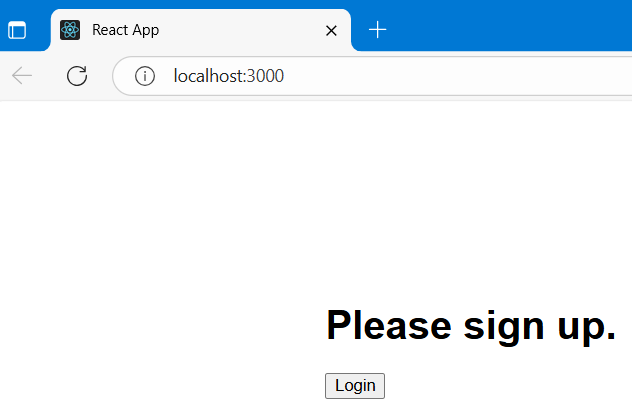 React App
localhost:3000
Please sign up.
Login